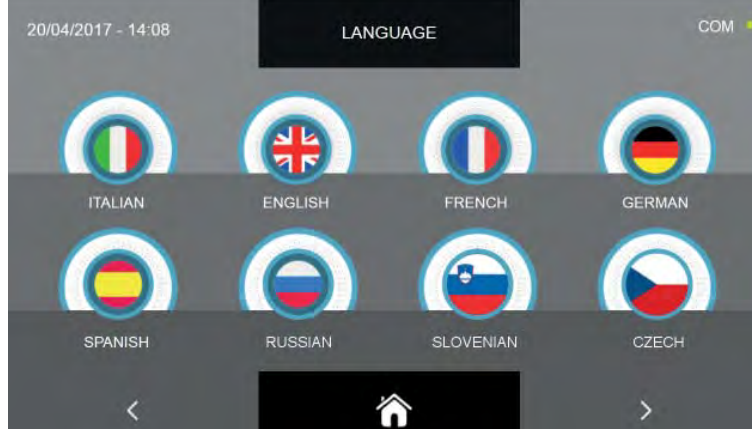 20/04/2017 - 14:08 LANGUAGE COM
ITALIAN ENGLISH FRENCH GERMAN
SPANISH RUSSIAN SLOVENIAN CZECH